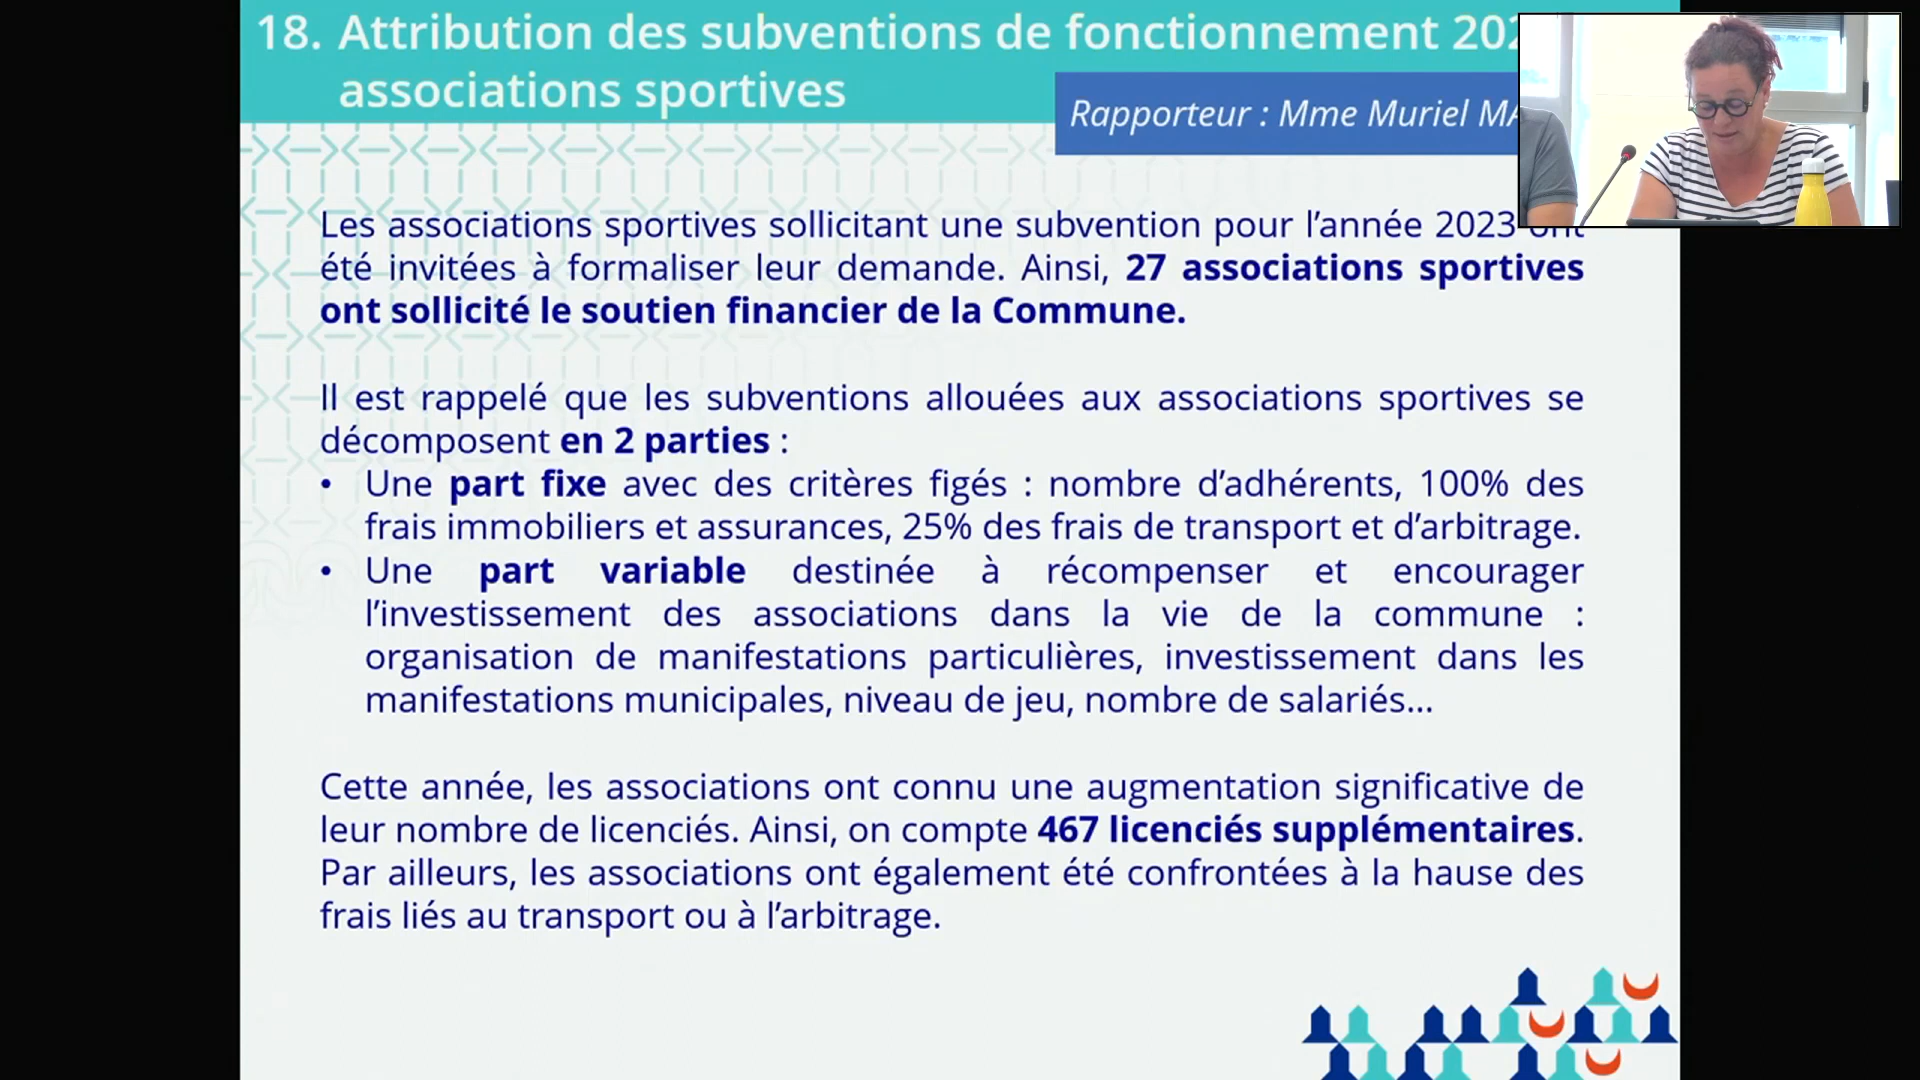 18. Attribution des subventions de fonctionnement
associations sportives
Rapporteur : Mme Muriel
Les associations sportives sollicitant une subvention pour l’année 2023 ont
été invitées à formaliser leur demande. Ainsi, 27 associations sportives
ont sollicité le soutien financier de la Commune.
Il est rappelé que les subventions allouées aux associations sportives se
décomposent en 2 parties :
• Une part fixe avec des critères figés : nombre d’adhérents, 100% des
frais immobiliers et assurances, 25% des frais de transport et d’arbitrage.
• Une part variable destinée à récompenser et encourager
l’investissement des associations dans la vie de la commune :
organisation de manifestations particulières, investissement dans les
manifestations municipales, niveau de jeu, nombre de salariés...
Cette année, les associations ont connu une augmentation significative de
leur nombre de licenciés. Ainsi, on compte 467 licenciés supplémentaires.
Par ailleurs, les associations ont également été confrontées à la hause des
frais liés au transport ou à l’arbitrage.